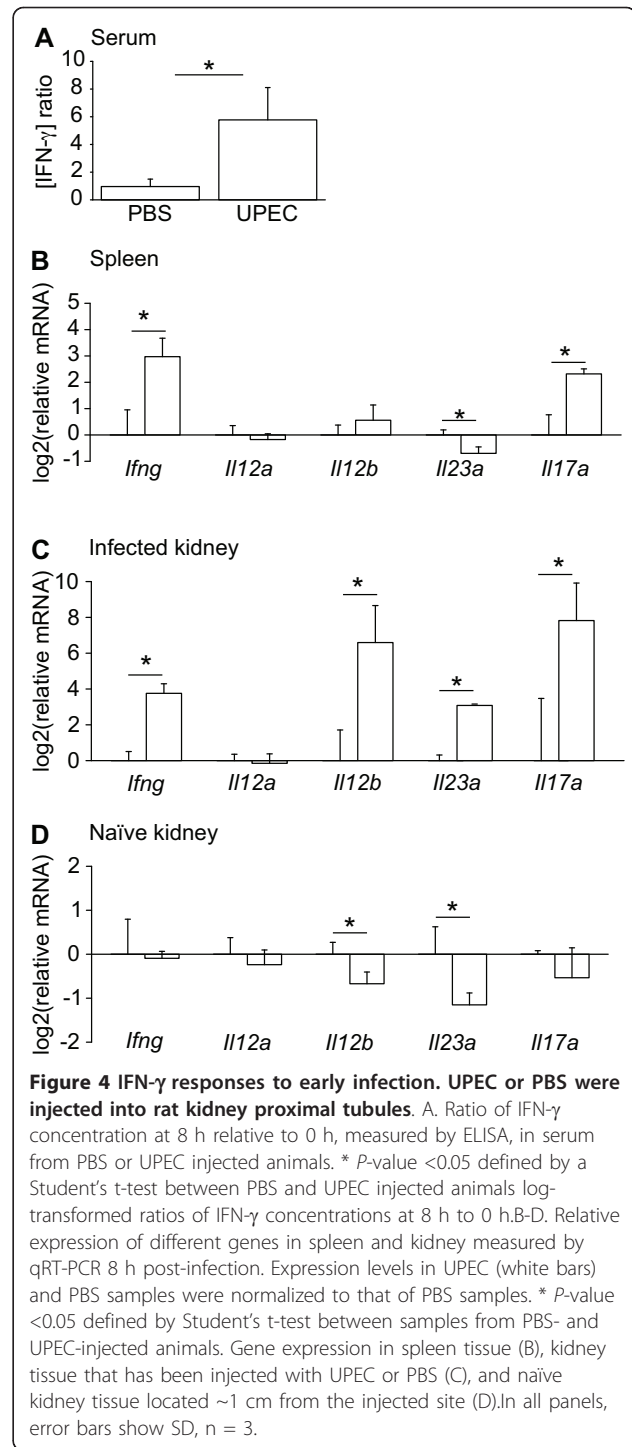 A Serum
[IFN-γ] ratio
10
8
6
4
2
0
*
PBS UPEC
B Spleen
log2(relative mRNA)
5
4
3
2
1
0
-1
* * *
Ifng Il12a Il12b Il23a Il17a
C Infected kidney
log2(relative mRNA)
10
8
6
4
2
0
* * * *
Ifng Il12a Il12b Il23a Il17a
D Naïve kidney
log2(relative mRNA)
2
1
0
-1
-2
* *
Ifng Il12a Il12b Il23a Il17a
Figure 4 IFN-γ responses to early infection. UPEC or PBS were
injected into rat kidney proximal tubules. A. Ratio of IFN-γ
concentration at 8 h relative to 0 h, measured by ELISA, in serum
from PBS or UPEC injected animals. * P-value <0.05 defined by a
Student's t-test between PBS and UPEC injected animals log-
transformed ratios of IFN-γ concentrations at 8 h to 0 h.B-D. Relative
expression of different genes in spleen and kidney measured by
qRT-PCR 8 h post-infection. Expression levels in UPEC (white bars)
and PBS samples were normalized to that of PBS samples. * P-value
<0.05 defined by Student's t-test between samples from PBS- and
UPEC-injected animals. Gene expression in spleen tissue (B), kidney
tissue that has been injected with UPEC or PBS (C), and naïve
kidney tissue located ~1 cm from the injected site (D).In all panels,
error bars show SD, n = 3.